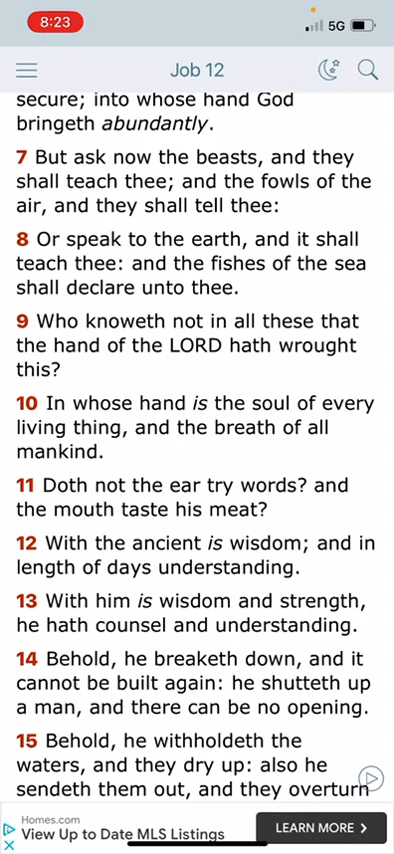 8:23
5G
Job 12
secure; into whose hand God
bringeth abundantly.
7 But ask now the beasts, and they
shall teach thee; and the fowls of the
air, and they shall tell thee:
8 Or speak to the earth, and it shall
teach thee: and the fishes of the sea
shall declare unto thee.
9 Who knoweth not in all these that
the hand of the LORD hath wrought
this?
10 In whose hand is the soul of every
living thing, and the breath of all
mankind.
11 Doth not the ear try words? and
the mouth taste his meat?
12 With the ancient is wisdom; and in
length of days understanding.
13 With him is wisdom and strength,
he hath counsel and understanding.
14 Behold, he breaketh down, and it
cannot be built again: he shutteth up
a man, and there can be no opening.
15 Behold, he withholdeth the
waters, and they dry up: also he
sendeth them out, and they overturn
Homes.com
View Up to Date MLS Listings
LEARN MORE >